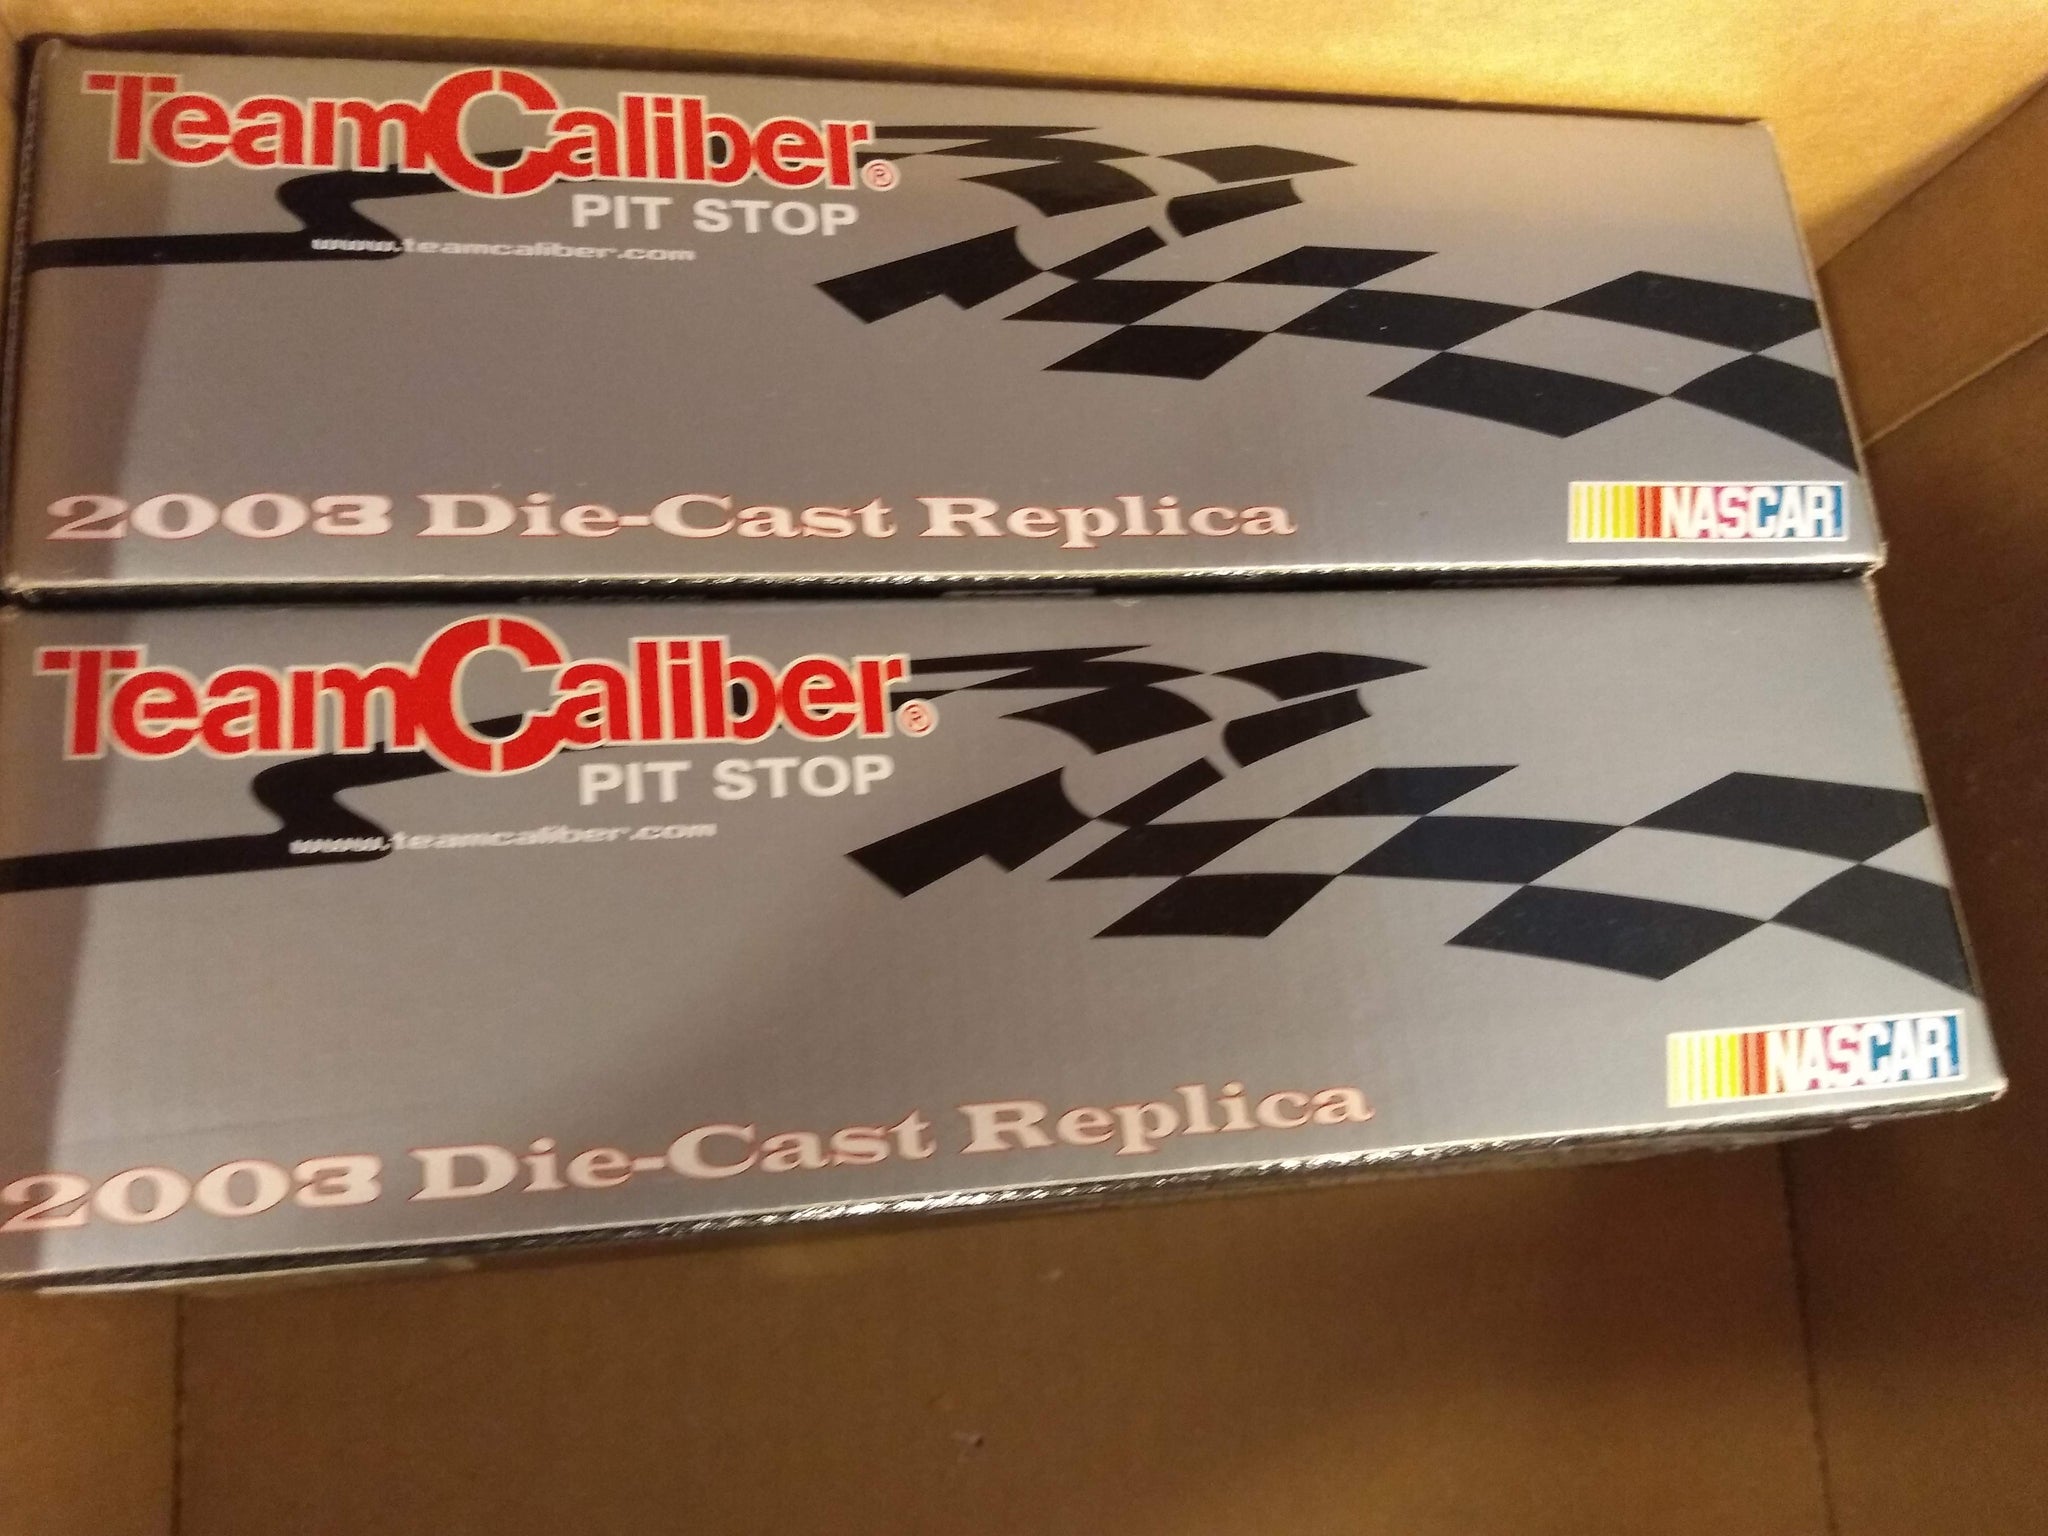 TeamCaliber®
PIT STOP
www.teamcaliber.com
2003 Die-Cast Replica
NASCAR
TeamCaliber®
PIT STOP
www.teamcaliber.com
2003 Die-Cast Replica
NASCAR